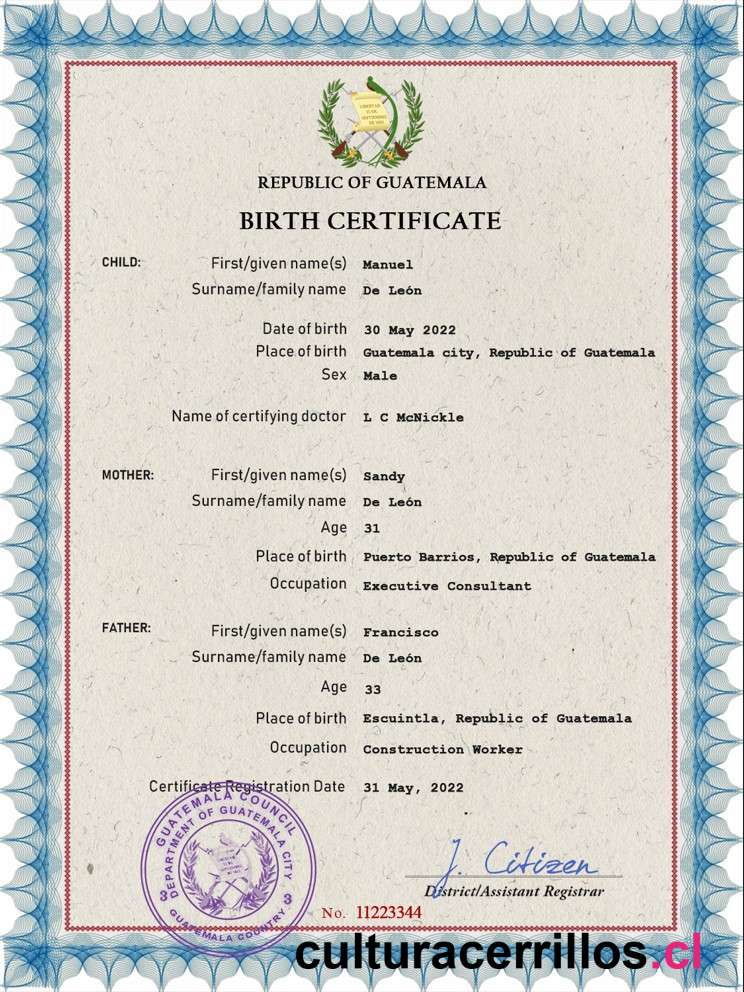 LIBERTAD
15 DE
SEPTIEMBRE
DE 1821
REPUBLIC OF GUATEMALA
BIRTH CERTIFICATE
CHILD: First/given name(s) Manuel
Surname/family name De León
Date of birth 30 May 2022
Place of birth Guatemala city, Republic of Guatemala
Sex Male
Name of certifying doctor L C McNickle
MOTHER: First/given name(s) Sandy
Surname/family name De León
Age 31
Place of birth Puerto Barrios, Republic of Guatemala
Occupation Executive Consultant
FATHER: First/given name(s) Francisco
Surname/family name De León
Age 33
Place of birth Escuintla, Republic of Guatemala
Occupation Construction Worker
Certificate Registration Date 31 May, 2022
GUATEMALA COUNCIL
DEPARTMENT OF GUATEMALA CITY
3 3
GUATEMALA COUNTRY
J. Citizen
District/Assistant Registrar
No. 11223344
culturacerrillos.cl